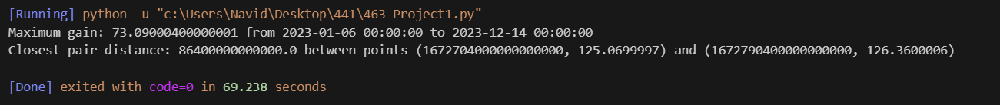 [Running] python -u "c:\Users\Navid\Desktop\441\463_Project1.py"
Maximum gain: 73.09000400000001 from 2023-01-06 00:00:00 to 2023-12-14 00:00:00
Closest pair distance: 86400000000000.0 between points (1672704000000000000, 125.0699997) and (1672790400000000000, 126.3600006)
[Done] exited with code=0 in 69.238 seconds